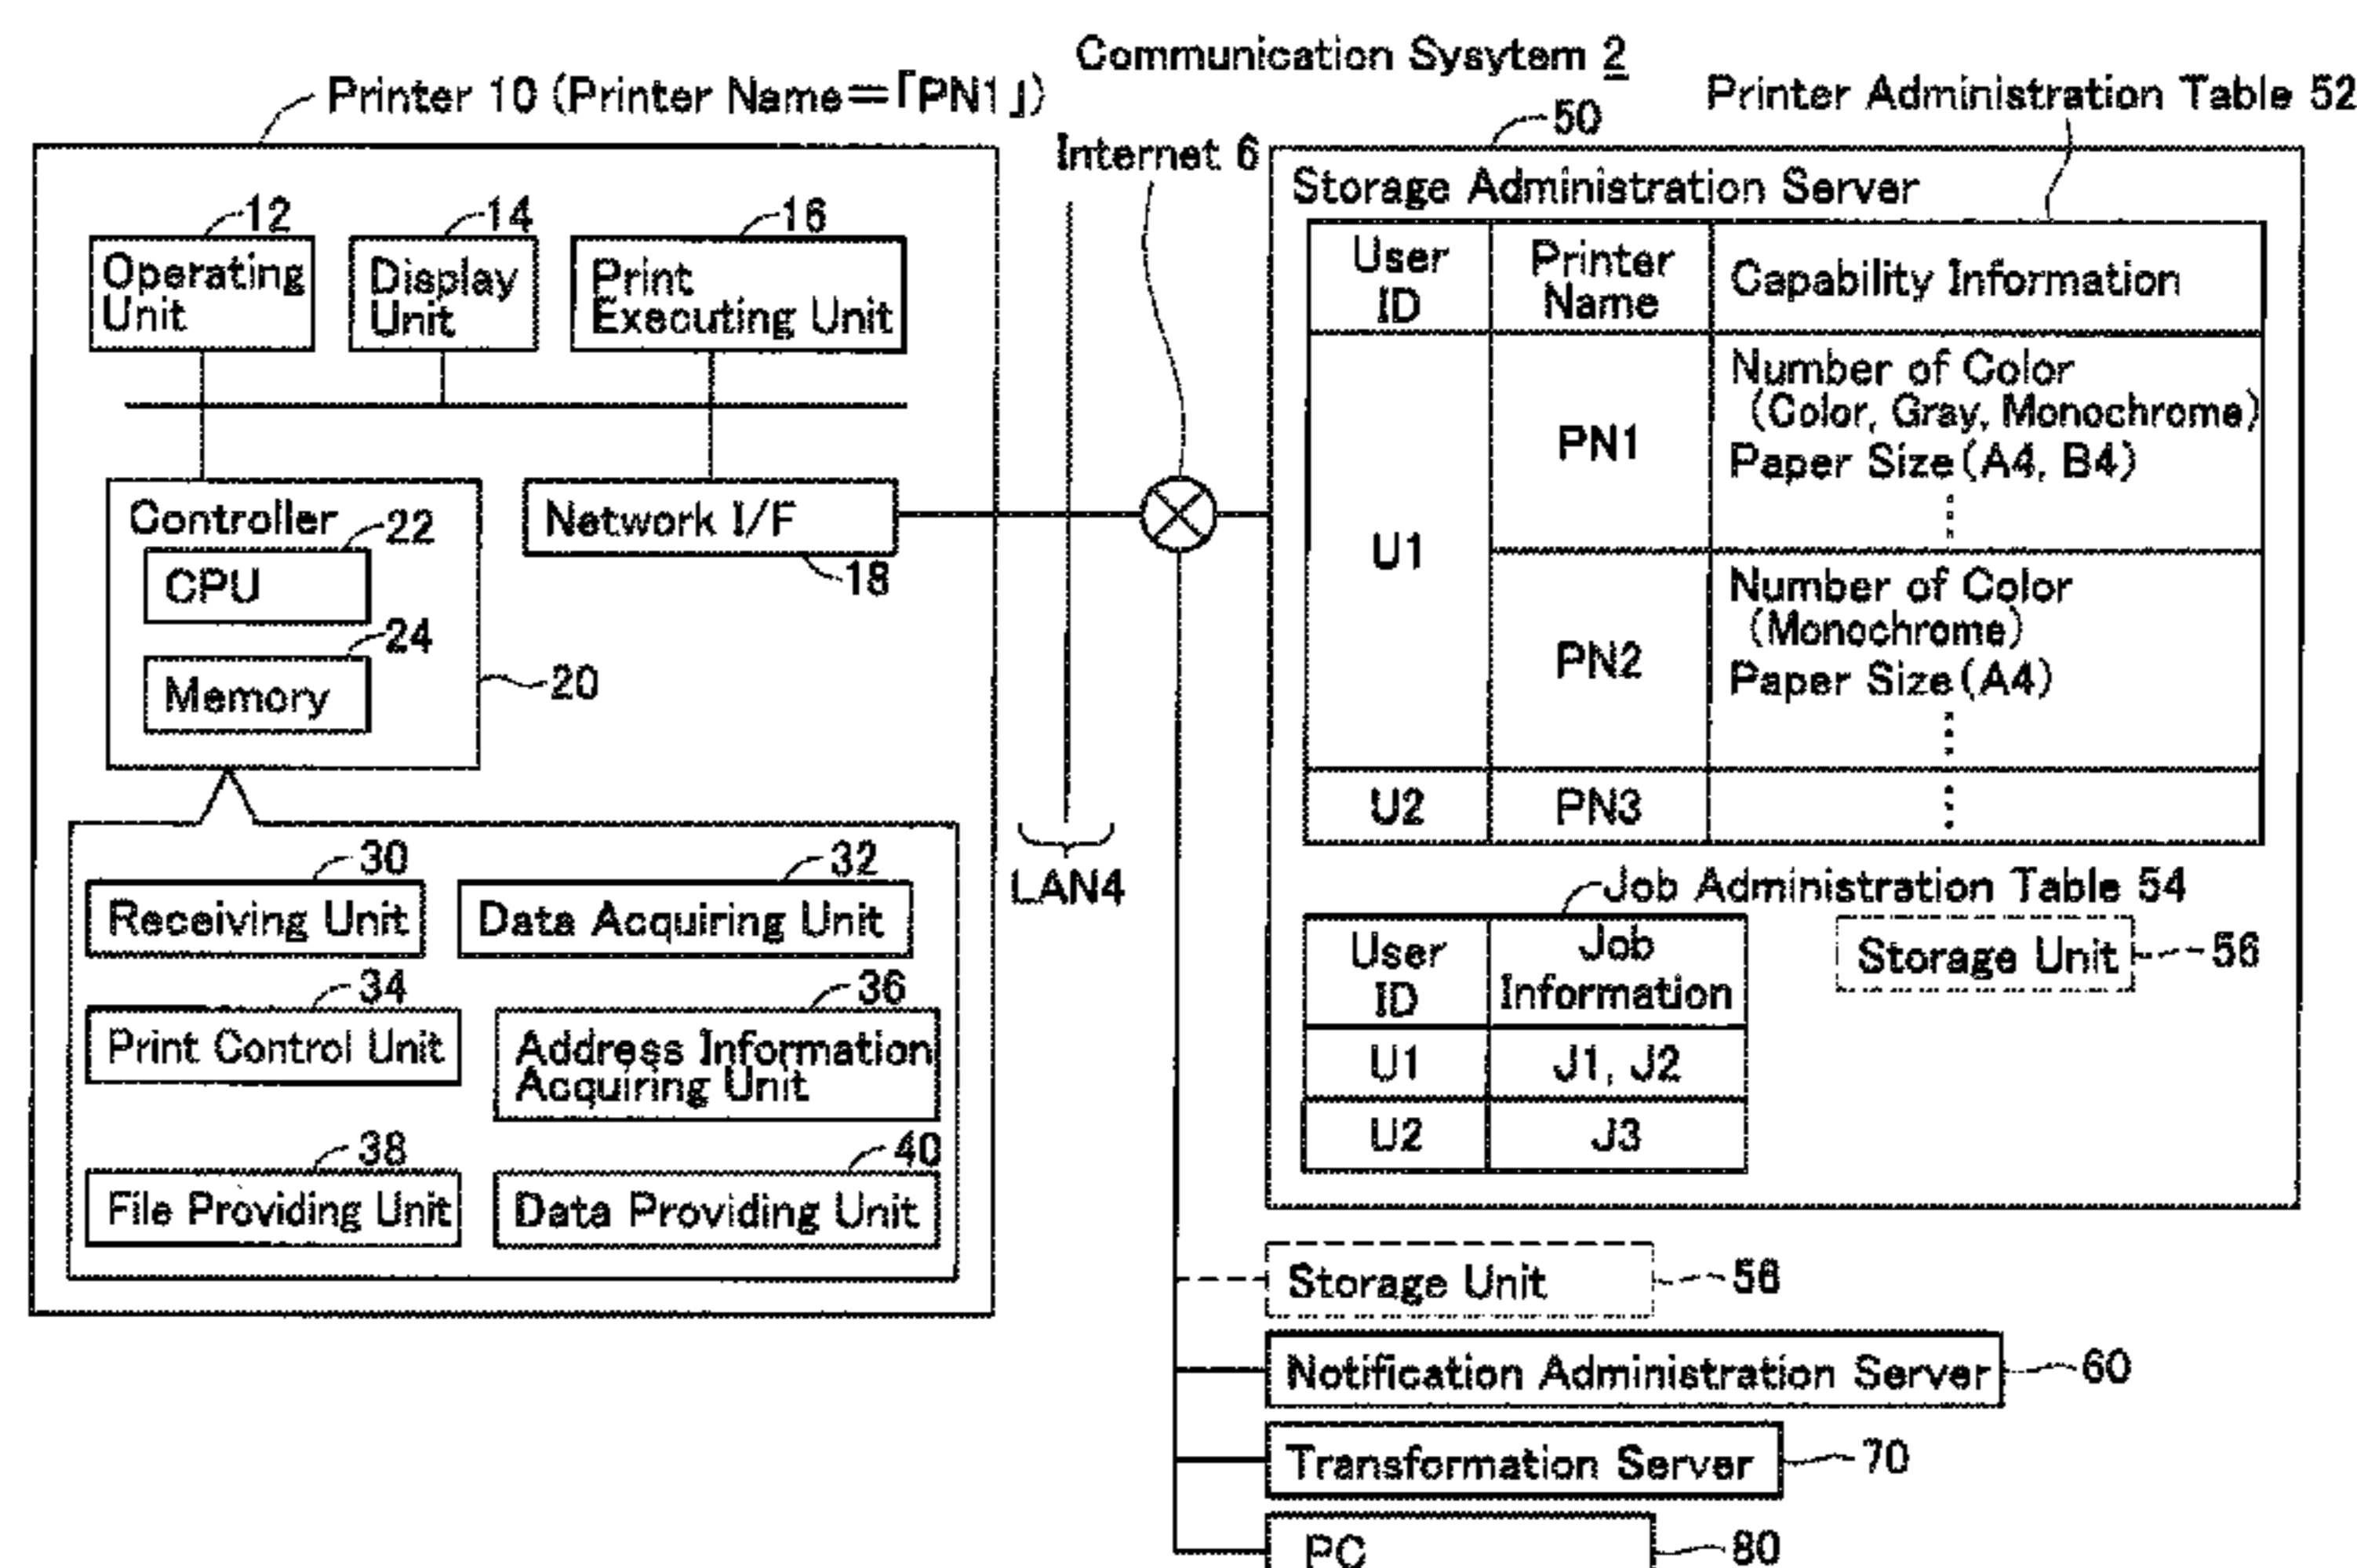 Communication Sysytem 2
Printer 10 (Printer Name=「PN1」)
12
Operating
Unit
14
Display
Unit
16
Print
Executing Unit
Controller
22
CPU
24
Memory
20
Network I/F
18
30
Receiving Unit
32
Data Acquiring Unit
34
Print Control Unit
36
Address Information
Acquiring Unit
38
File Providing Unit
40
Data Providing Unit
LAN4
Internet 6
50
Printer Administration Table 52
Storage Administration Server
User
ID
Printer
Name
Capability Information
U1
PN1
Number of Color
(Color, Gray, Monochrome)
Paper Size(A4, B4)
PN2
Number of Color
(Monochrome)
Paper Size(A4)
U2
PN3
Job Administration Table 54
User
ID
Job
Information
U1
J1, J2
U2
J3
Storage Unit
56
Storage Unit
56
Notification Administration Server
60
Transformation Server
70
PC
80